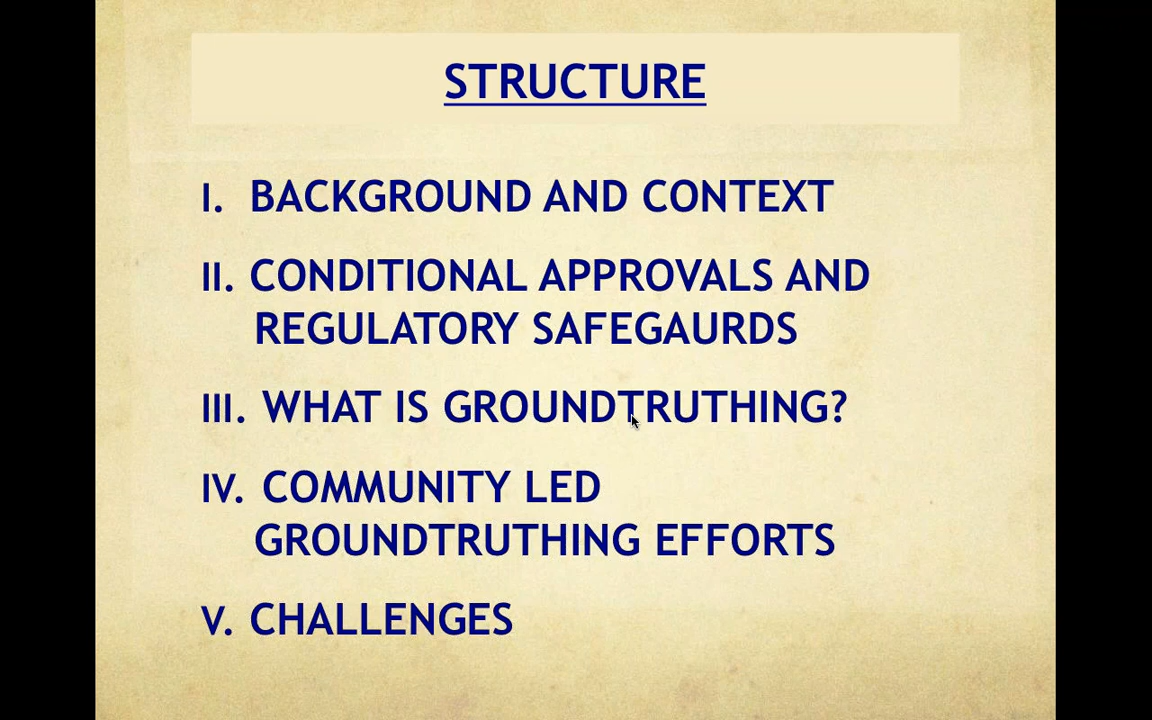 STRUCTURE
I. BACKGROUND AND CONTEXT
II. CONDITIONAL APPROVALS AND
REGULATORY SAFEGAURDS
III. WHAT IS GROUNDTRUTHING?
IV. COMMUNITY LED
GROUNDTRUTHING EFFORTS
V. CHALLENGES